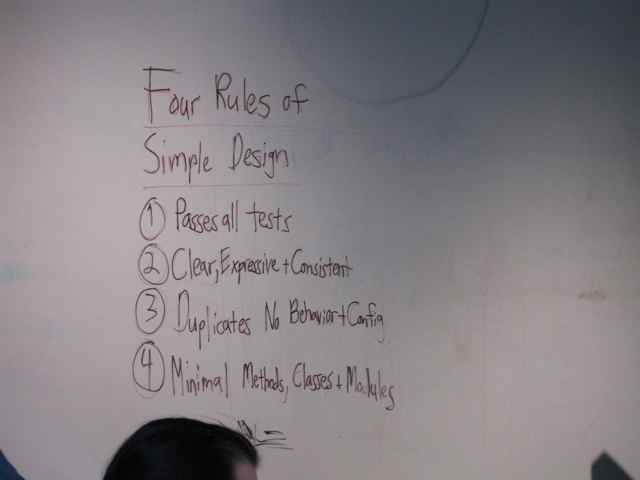 Four Rules of
Simple Design
1 Passes all tests
2 Clear, Expressive + Consistent
3 Duplicates No Behavior + Config
4 Minimal Methods, Classes + Modules